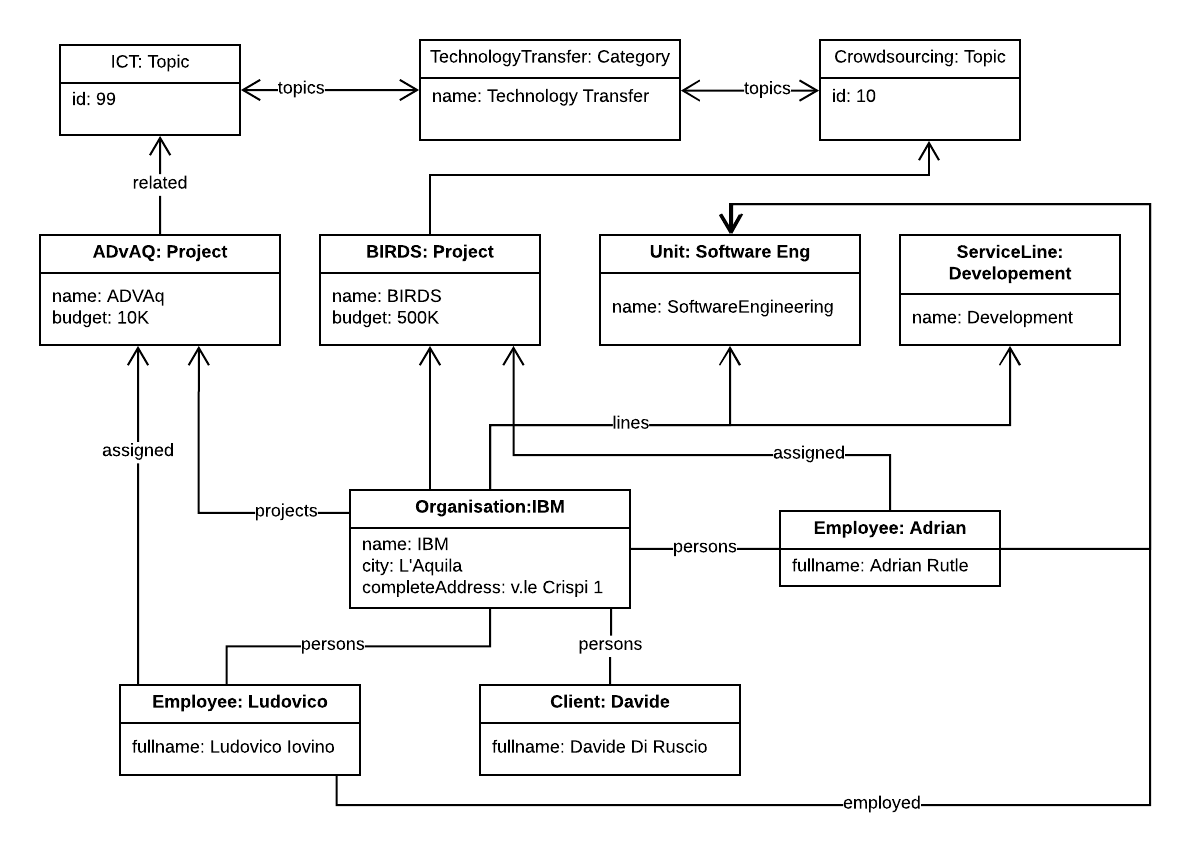 ICT: Topic
id: 99
topics
TechnologyTransfer: Category
name: Technology Transfer
topics
Crowdsourcing: Topic
id: 10
related
ADvAQ: Project
name: ADVAq
budget: 10K
BIRDS: Project
name: BIRDS
budget: 500K
Unit: Software Eng
name: SoftwareEngineering
ServiceLine:
Developement
name: Development
lines
assigned
assigned
projects
Organisation:IBM
name: IBM
city: L'Aquila
completeAddress: v.le Crispi 1
persons
Employee: Adrian
fullname: Adrian Rutle
persons
persons
Employee: Ludovico
fullname: Ludovico Iovino
Client: Davide
fullname: Davide Di Ruscio
employed